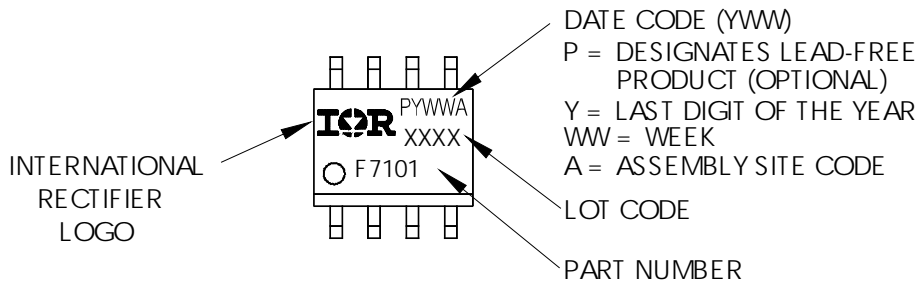 DATE CODE (YWW)
P = DESIGNATES LEAD-FREE
PRODUCT (OPTIONAL)
Y = LAST DIGIT OF THE YEAR
WW = WEEK
A = ASSEMBLY SITE CODE
LOT CODE
PART NUMBER
INTERNATIONAL
RECTIFIER
LOGO
IOR
PYWWA
XXXX
F7101